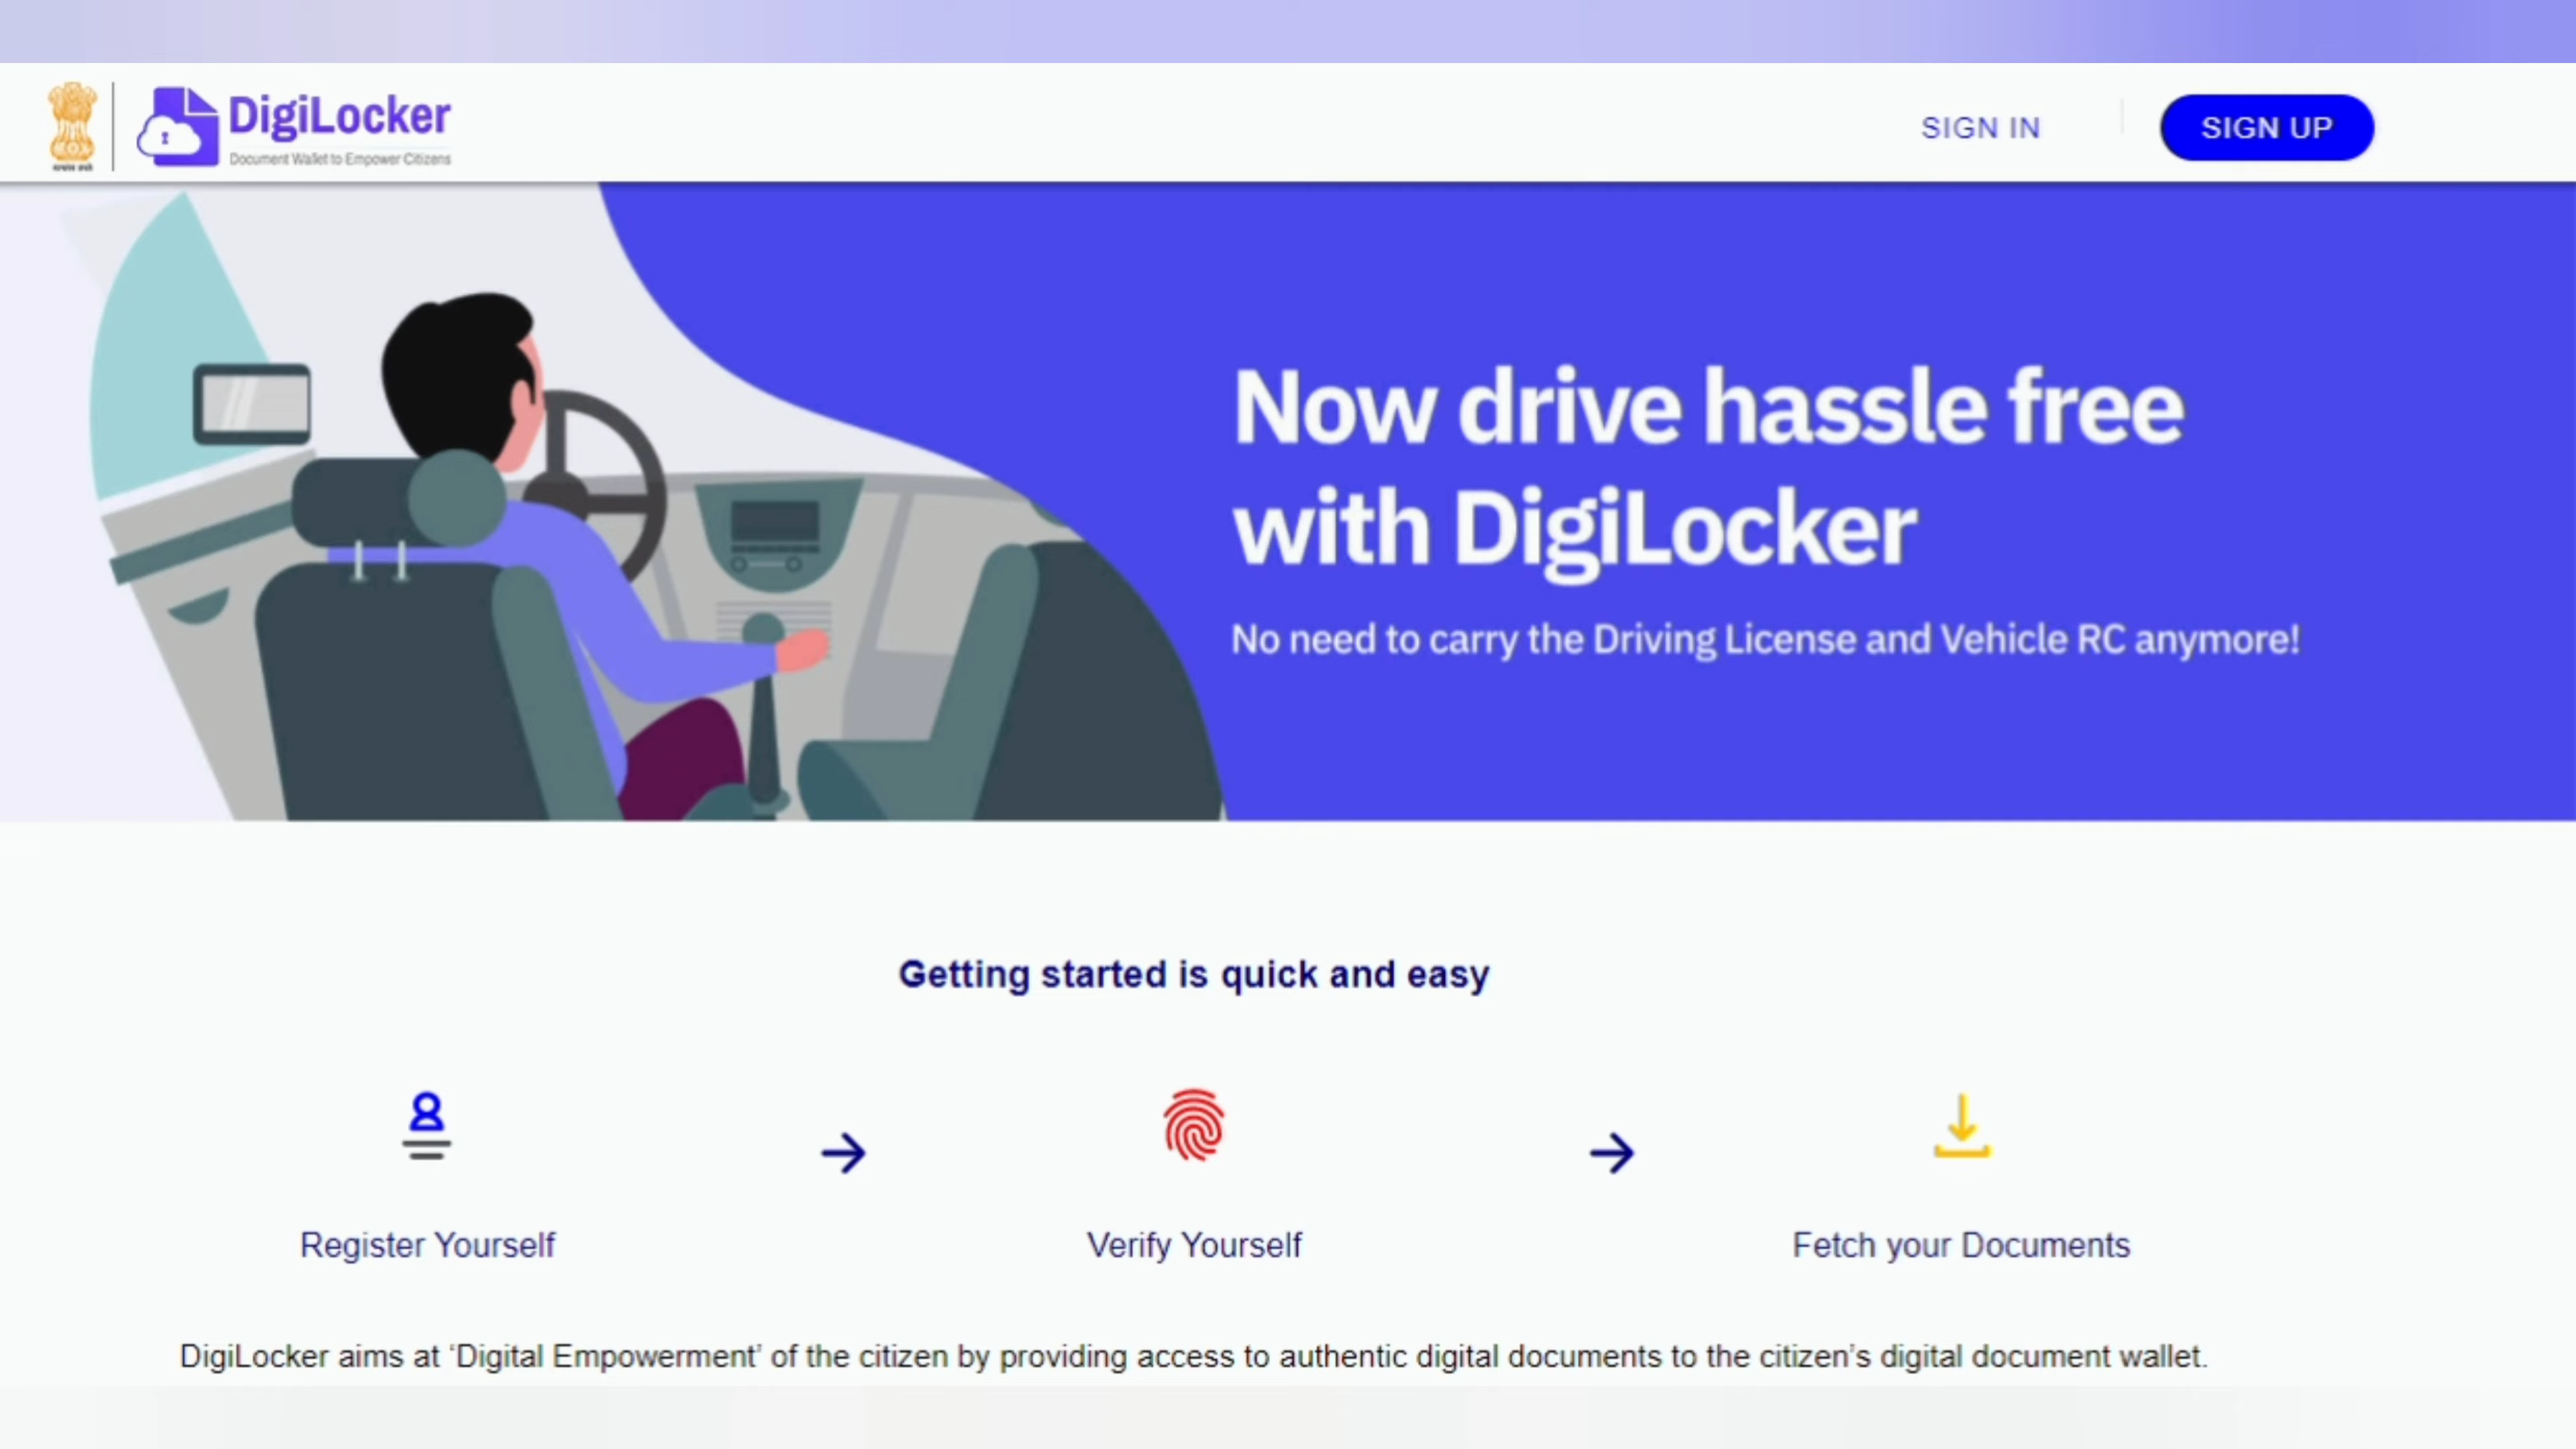 DigiLocker
Document Wallet to Empower Citizens
SIGN IN
SIGN UP
Now drive hassle free
with DigiLocker
No need to carry the Driving License and Vehicle RC anymore!
Getting started is quick and easy
Register Yourself
Verify Yourself
Fetch your Documents
DigiLocker aims at ‘Digital Empowerment’ of the citizen by providing access to authentic digital documents to the citizen’s digital document wallet.